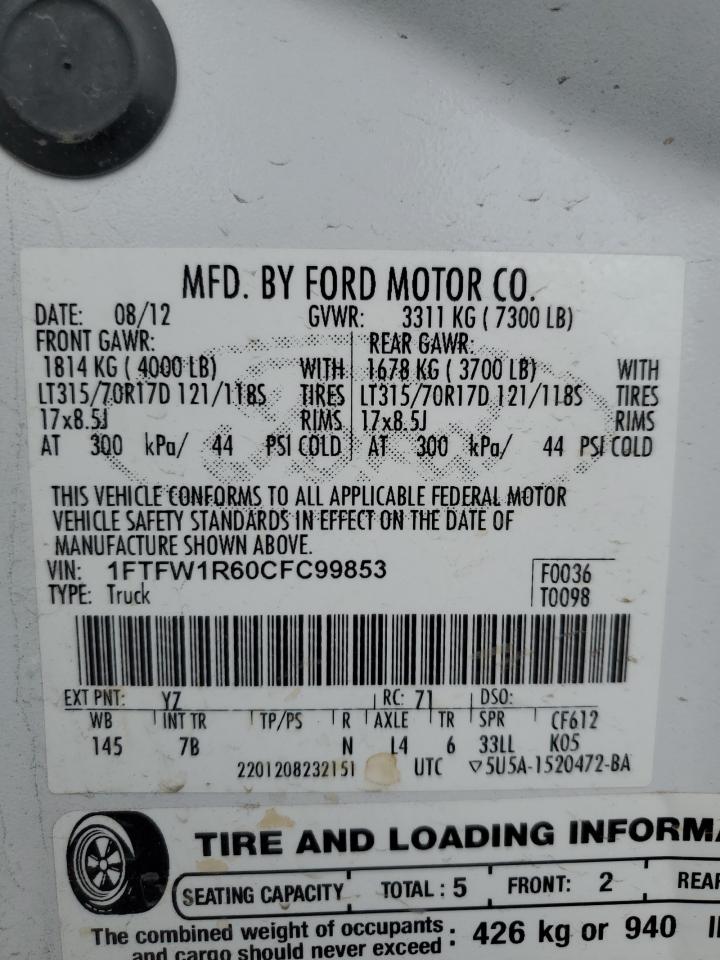 MFD. BY FORD MOTOR CO.
DATE: 08/12 GVWR: 3311 KG ( 7300 LB)
FRONT GAWR: REAR GAWR:
1814 KG ( 4000 LB) WITH 1678 KG ( 3700 LB) WITH
LT315/70R17D 121/118S TIRES LT315/70R17D 121/118S TIRES
17x8.5J RIMS 17x8.5J RIMS
AT 300 kPa/ 44 PSI COLD AT 300 kPa/ 44 PSI COLD
THIS VEHICLE CONFORMS TO ALL APPLICABLE FEDERAL MOTOR
VEHICLE SAFETY STANDARDS IN EFFECT ON THE DATE OF
MANUFACTURE SHOWN ABOVE.
VIN: 1FTFW1R60CFC99853 F0036
TYPE: Truck T0098
EXT PNT: YZ RC: 71 DSO:
WB INT TR TP/PS R AXLE TR SPR CF612
145 7B N L4 6 33LL K05
2201208232151 UTC ▽5U5A-1520472-BA
TIRE AND LOADING
SEATING CAPACITY TOTAL : 5 FRONT: 2
The combined weight of occupants
and cargo should never exceed : 426 kg or 940